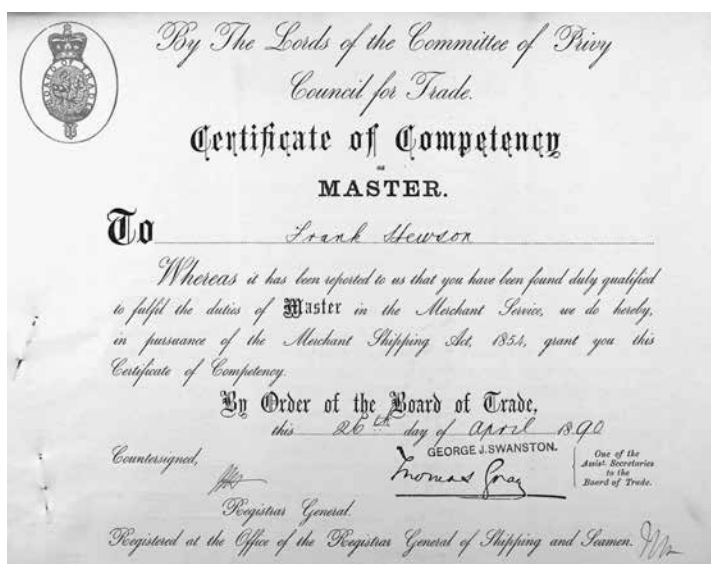 BOARD OF TRADE
By The Lords of the Committee of Privy
Council for Trade.
Certificate of Competency
as
MASTER.
To Frank Hewson
Whereas it has been reported to us that you have been found duly qualified
to fulfil the duties of Master in the Merchant Service, we do hereby,
in pursuance of the Merchant Shipping Act, 1854, grant you this
Certificate of Competency.
By Order of the Board of Trade,
this 26th day of April 1890
Countersigned,
GEORGE J. SWANSTON.
Thomas Gray
One of the
Assist. Secretaries
to the
Board of Trade.
Registrar General.
Registered at the Office of the Registrar General of Shipping and Seamen.